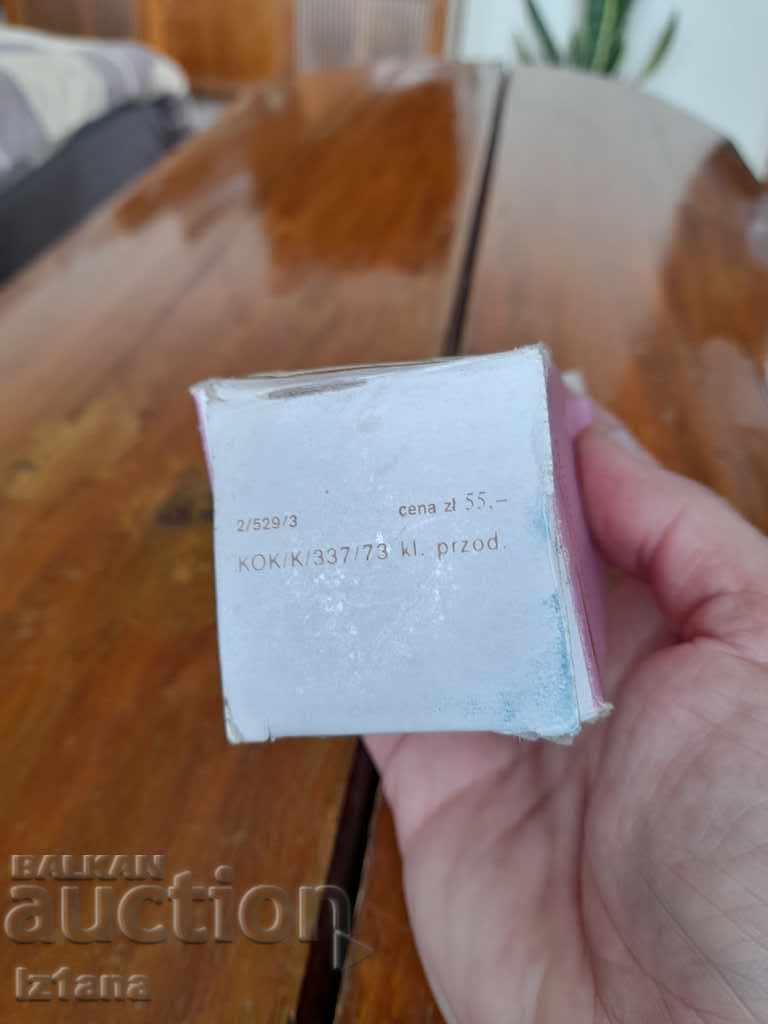 2/529/3 cena zł 55,-
KOK/K/337/73 kl. przod.
BALKAN
auction
Iz1ana